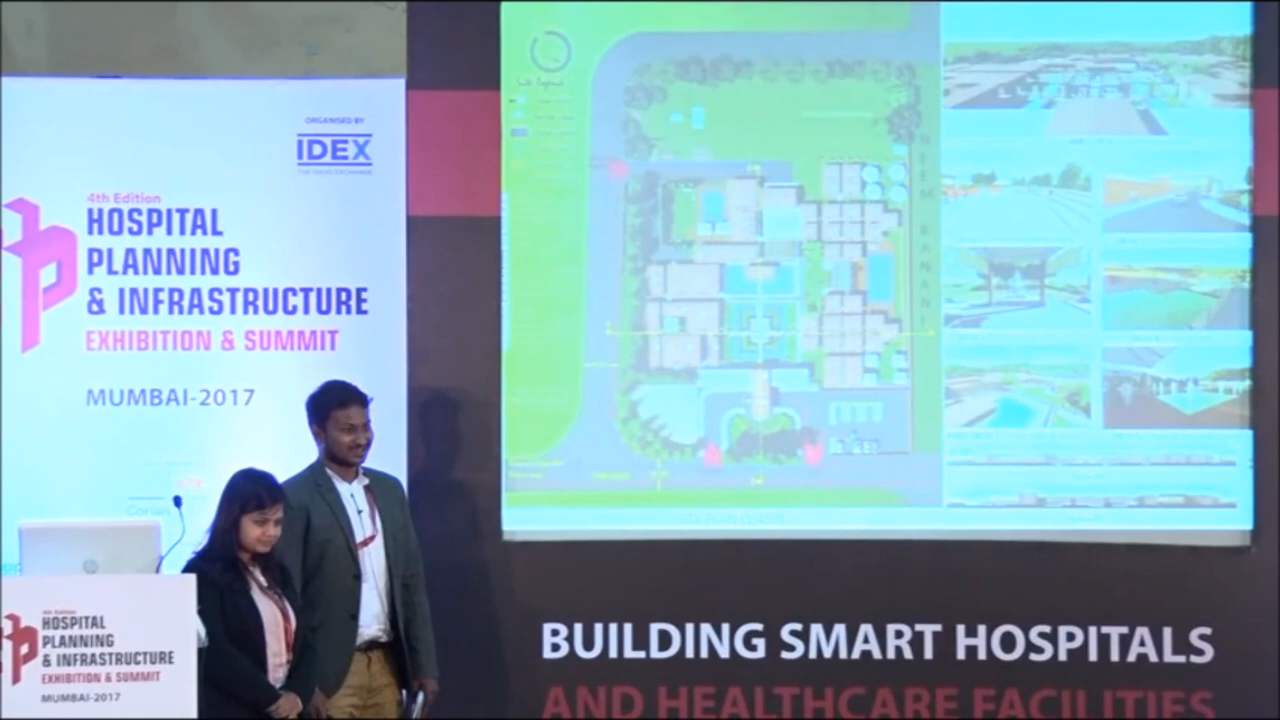 ORGANISED BY
IDEX
4th Edition
HOSPITAL
PLANNING
& INFRASTRUCTURE
EXHIBITION & SUMMIT
MUMBAI-2017
4th Edition
HOSPITAL
PLANNING
& INFRASTRUCTURE
EXHIBITION & SUMMIT
MUMBAI-2017
BUILDING SMART HOSPITALS
AND HEALTHCARE FACILITIES